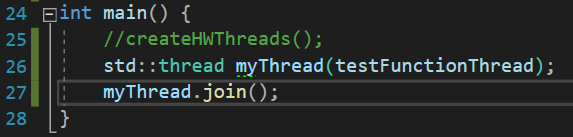 24 int main() {
25 //createHWThreads();
26 std::thread myThread(testFunctionThread);
27 myThread.join();
28 }